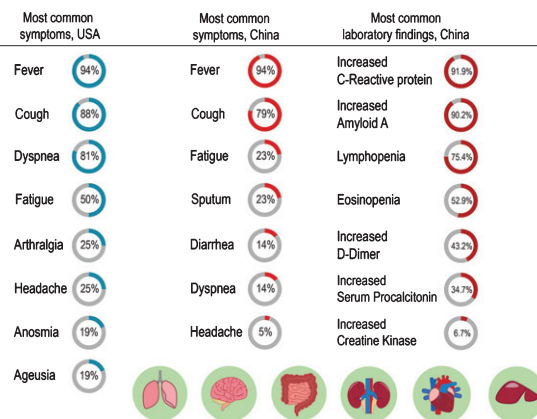 Most common
symptoms, USA
Fever 94%
Cough 88%
Dyspnea 81%
Fatigue 50%
Arthralgia 25%
Headache 25%
Anosmia 19%
Ageusia 19%
Most common
symptoms, China
Fever 94%
Cough 79%
Fatigue 23%
Sputum 23%
Diarrhea 14%
Dyspnea 14%
Headache 5%
Most common
laboratory findings, China
Increased
C-Reactive protein 91.9%
Increased
Amyloid A 90.2%
Lymphopenia 75.4%
Eosinopenia 52.9%
Increased
D-Dimer 43.2%
Increased
Serum Procalcitonin 34.7%
Increased
Creatine Kinase 6.7%